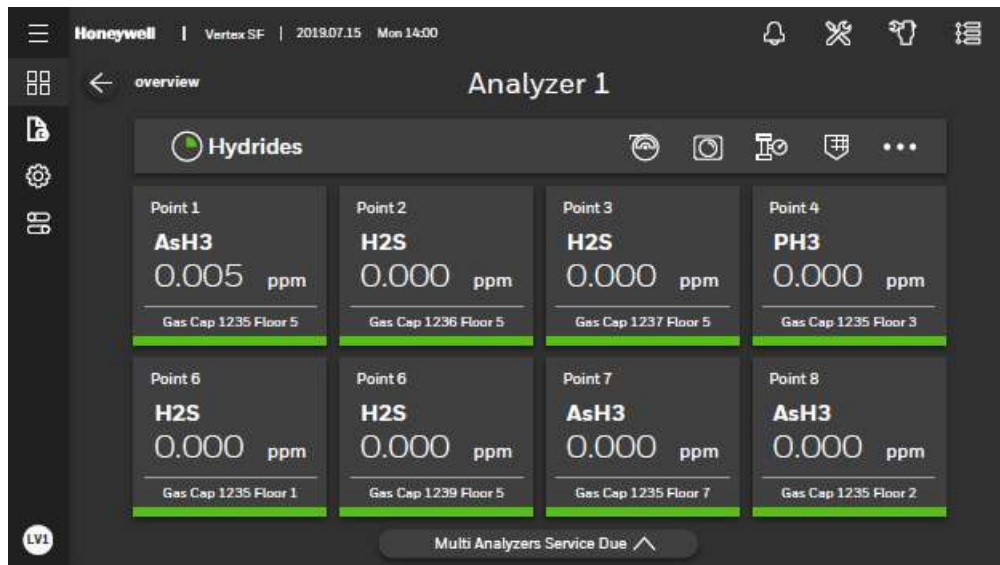 Honeywell | Vertex SF | 2019.07.15 Mon 14:00
overview
Analyzer 1
Hydrides
Point 1
AsH3
0.005 ppm
Gas Cap 1235 Floor 5
Point 2
H2S
0.000 ppm
Gas Cap 1236 Floor 5
Point 3
H2S
0.000 ppm
Gas Cap 1237 Floor 5
Point 4
PH3
0.000 ppm
Gas Cap 1235 Floor 3
Point 6
H2S
0.000 ppm
Gas Cap 1235 Floor 1
Point 6
H2S
0.000 ppm
Gas Cap 1239 Floor 5
Point 7
AsH3
0.000 ppm
Gas Cap 1235 Floor 7
Point 8
AsH3
0.000 ppm
Gas Cap 1235 Floor 2
LV1
Multi Analyzers Service Due